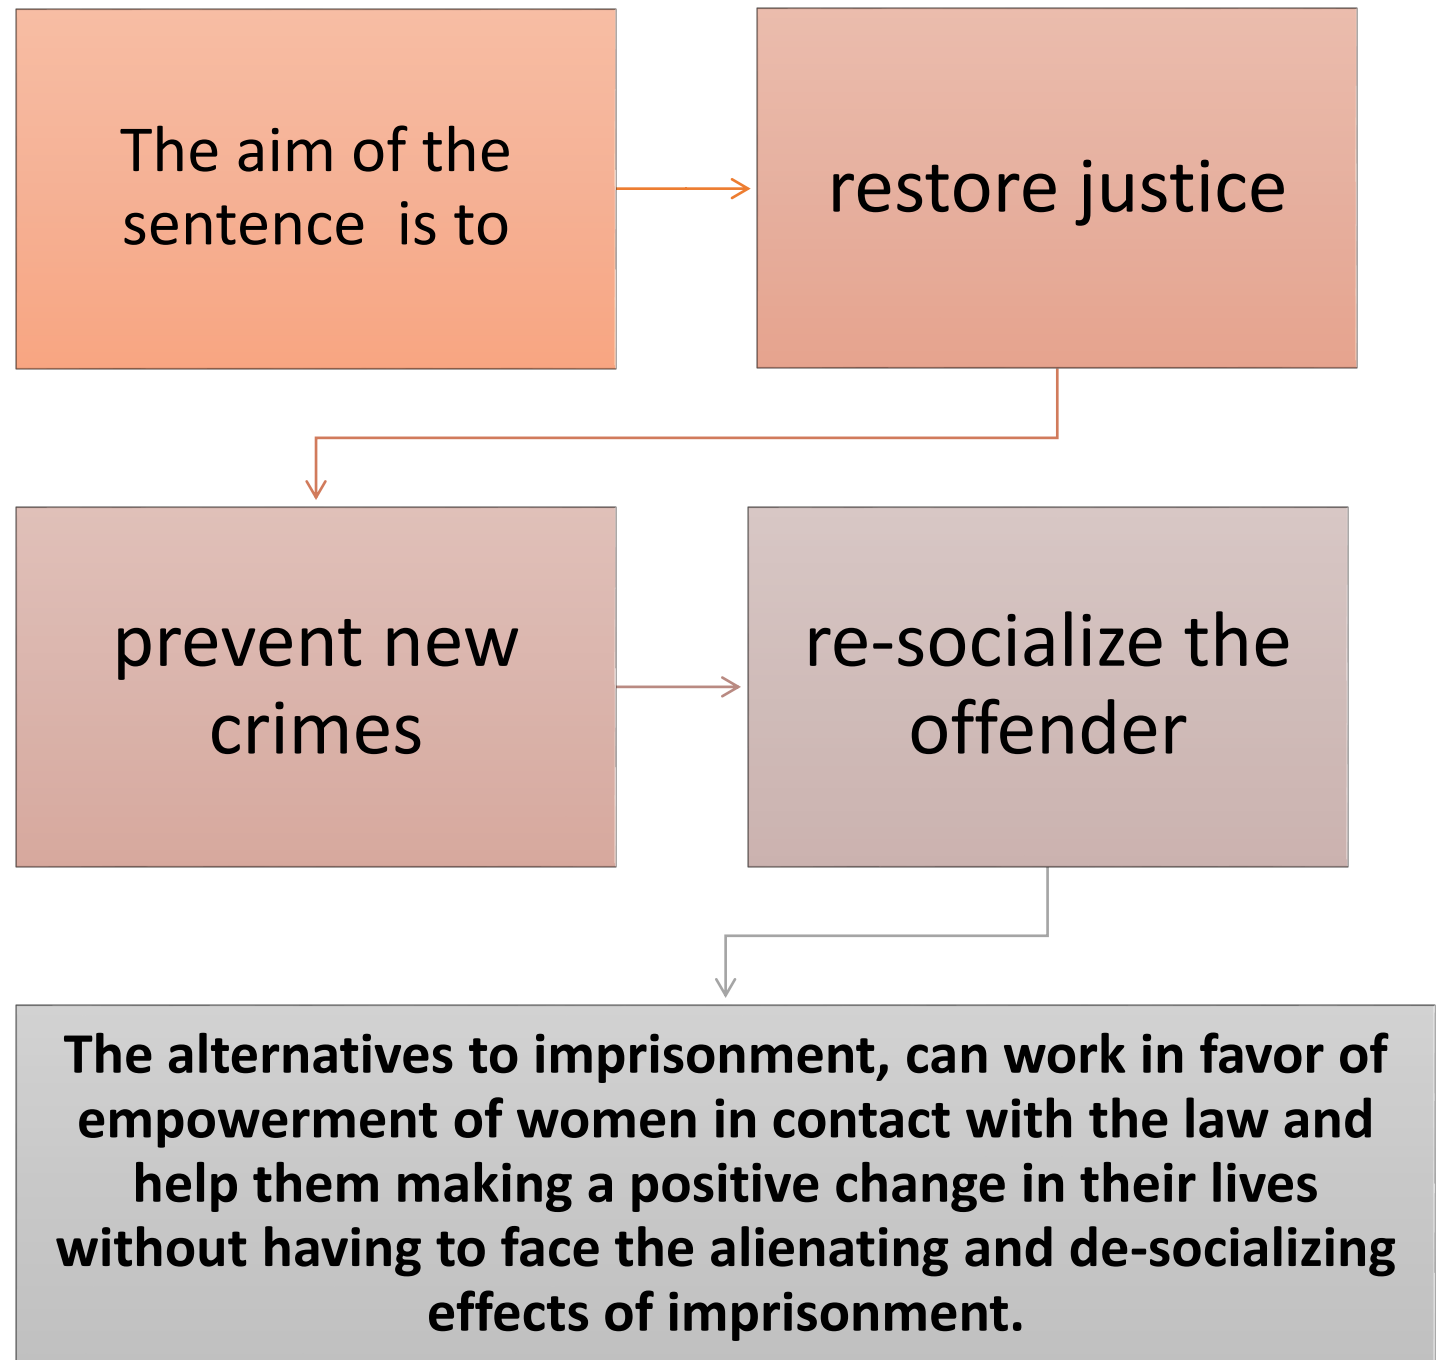 The aim of the
sentence  is to
restore justice
prevent new
crimes
re-socialize the
offender
The alternatives to imprisonment, can work in favor of
empowerment of women in contact with the law and
help them making a positive change in their lives
without having to face the alienating and de-socializing
effects of imprisonment.